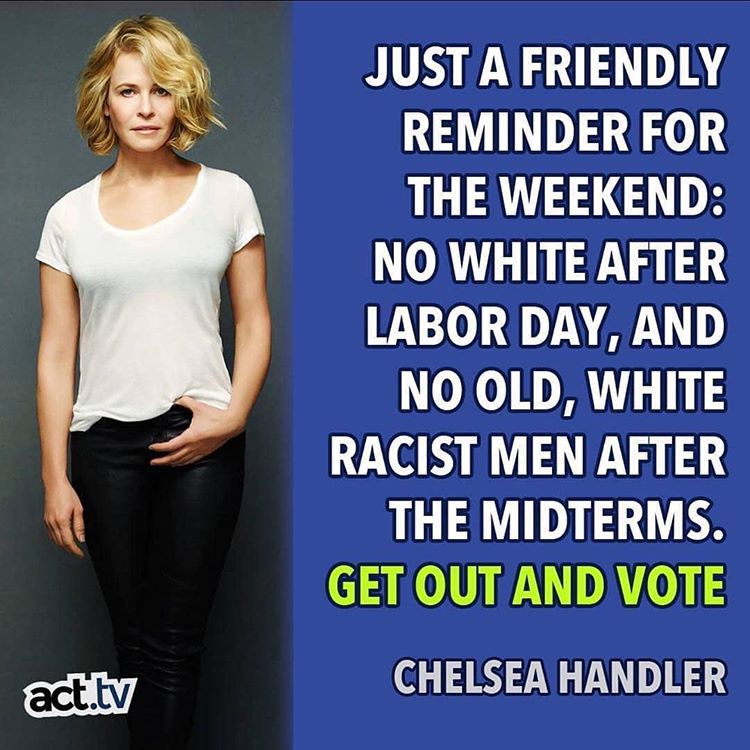 JUST A FRIENDLY
REMINDER FOR
THE WEEKEND:
NO WHITE AFTER
LABOR DAY, AND
NO OLD, WHITE
RACIST MEN AFTER
THE MIDTERMS.
GET OUT AND VOTE
CHELSEA HANDLER
act.tv